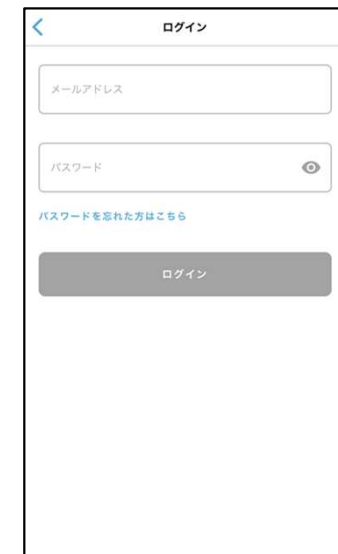 ログイン
メールアドレス
パスワード
パスワードを忘れた方はこちら
ログイン